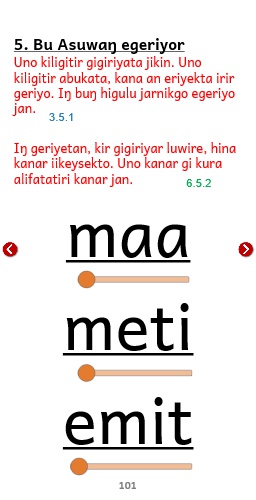 5. Bu Asuwaŋ egeriyor
Uno kiligitir gigiriyata jikin. Uno
kiligitir abukata, kana an eriyekta irir
geriyo. Iŋ buŋ higulu jarnikgo egeriyo
jan.
3.5.1
Iŋ geriyetan, kir gigiriyar luwire, hina
kanar iikeysekto. Uno kanar gi kura
alifatatiri kanar jan.
6.5.2
maa
meti
emit
101